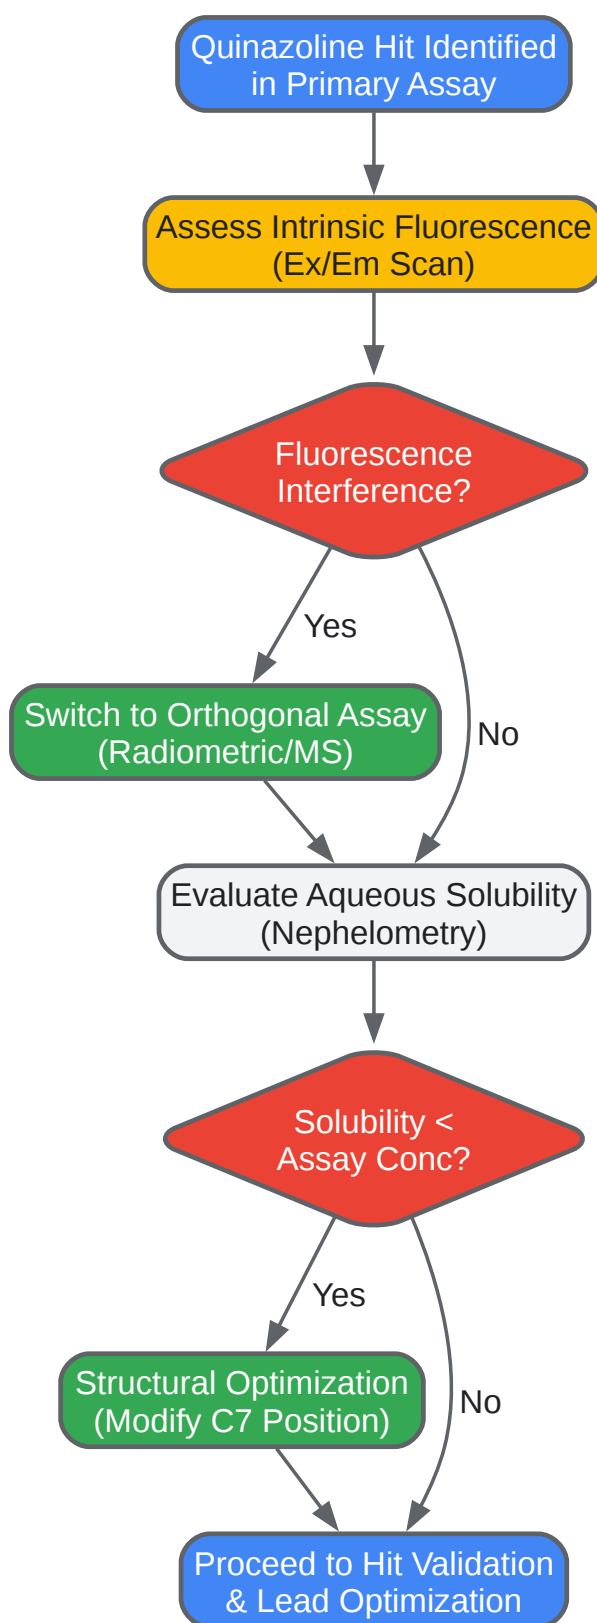 Quinazoline Hit Identified
in Primary Assay
Assess Intrinsic Fluorescence
(Ex/Em Scan)
Fluorescence
Interference?
Yes
Switch to Orthogonal Assay
(Radiometric/MS)
No
Evaluate Aqueous Solubility
(Nephelometry)
Solubility <
Assay Conc?
Yes
Structural Optimization
(Modify C7 Position)
No
Proceed to Hit Validation
& Lead Optimization